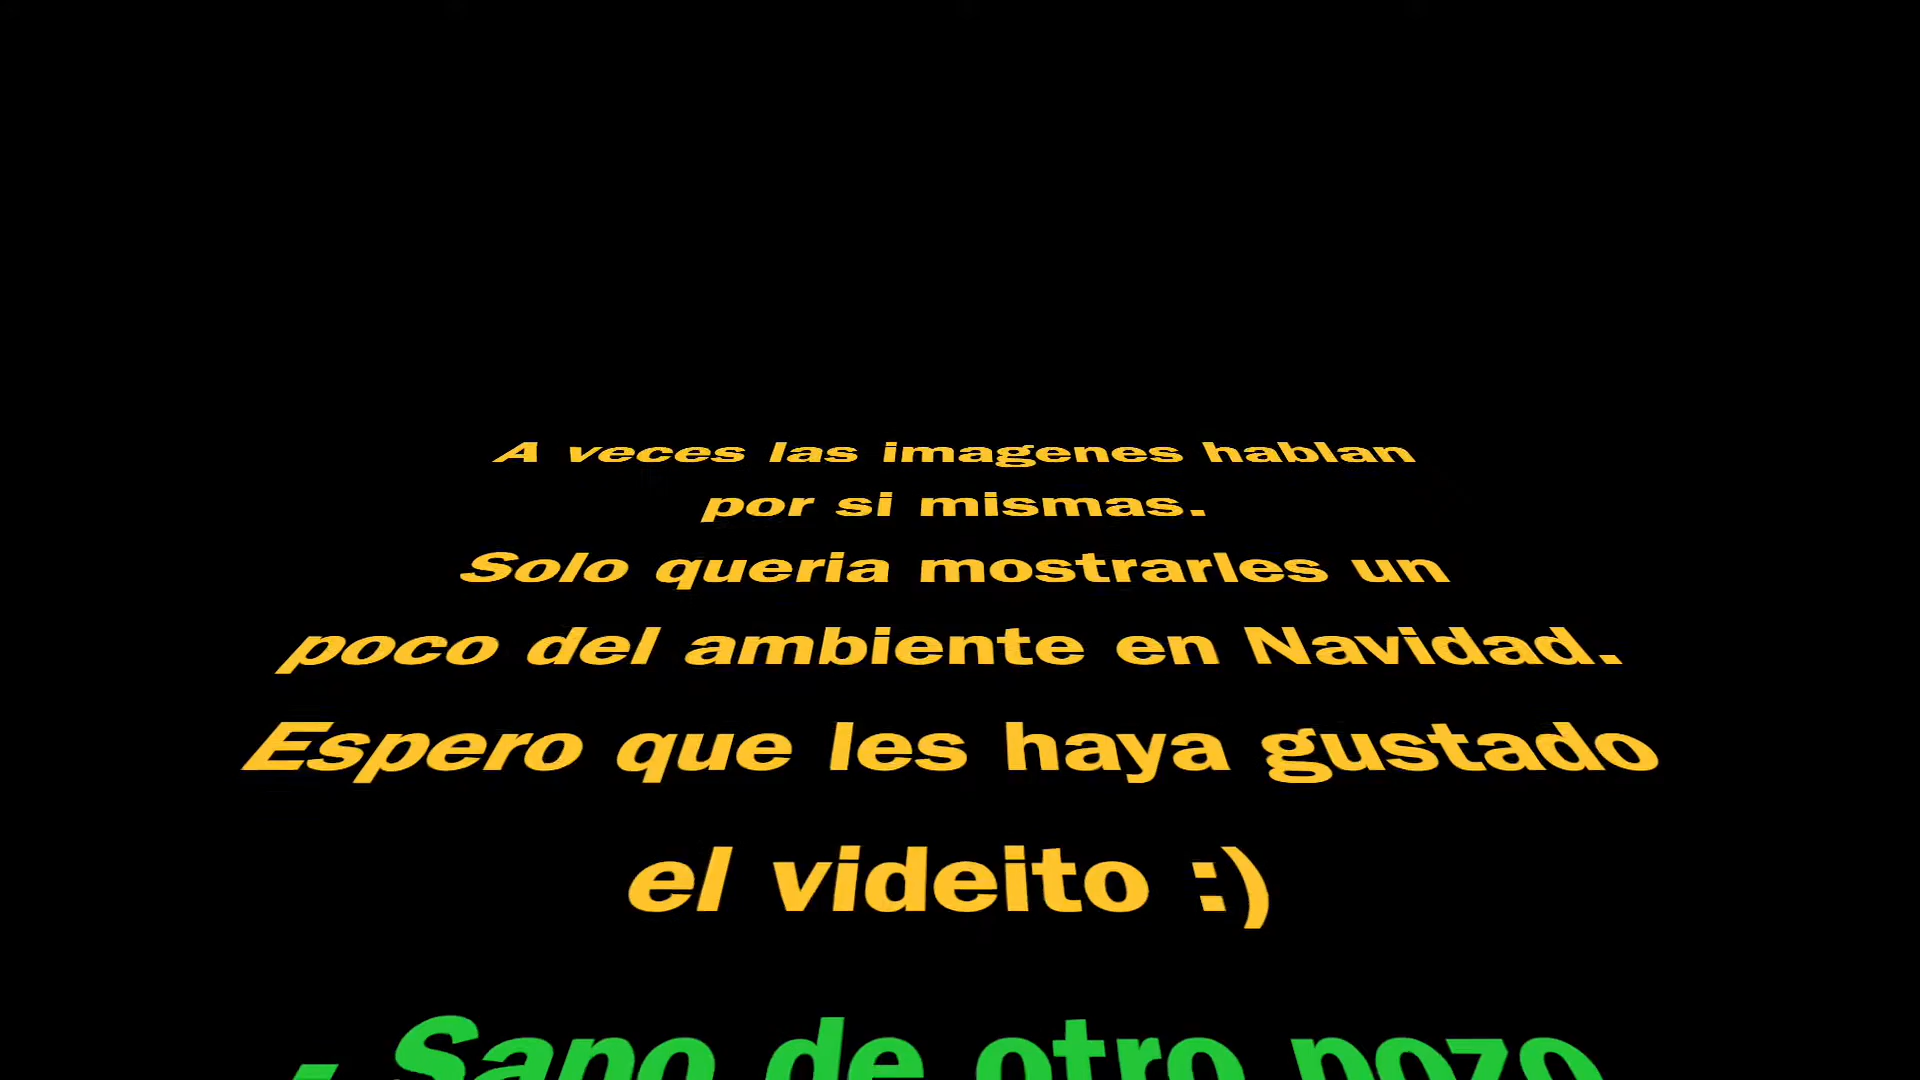 A veces las imagenes hablan
por si mismas.
Solo queria mostrarles un
poco del ambiente en Navidad.
Espero que les haya gustado
el videito :)
- Sapo de otro pozo